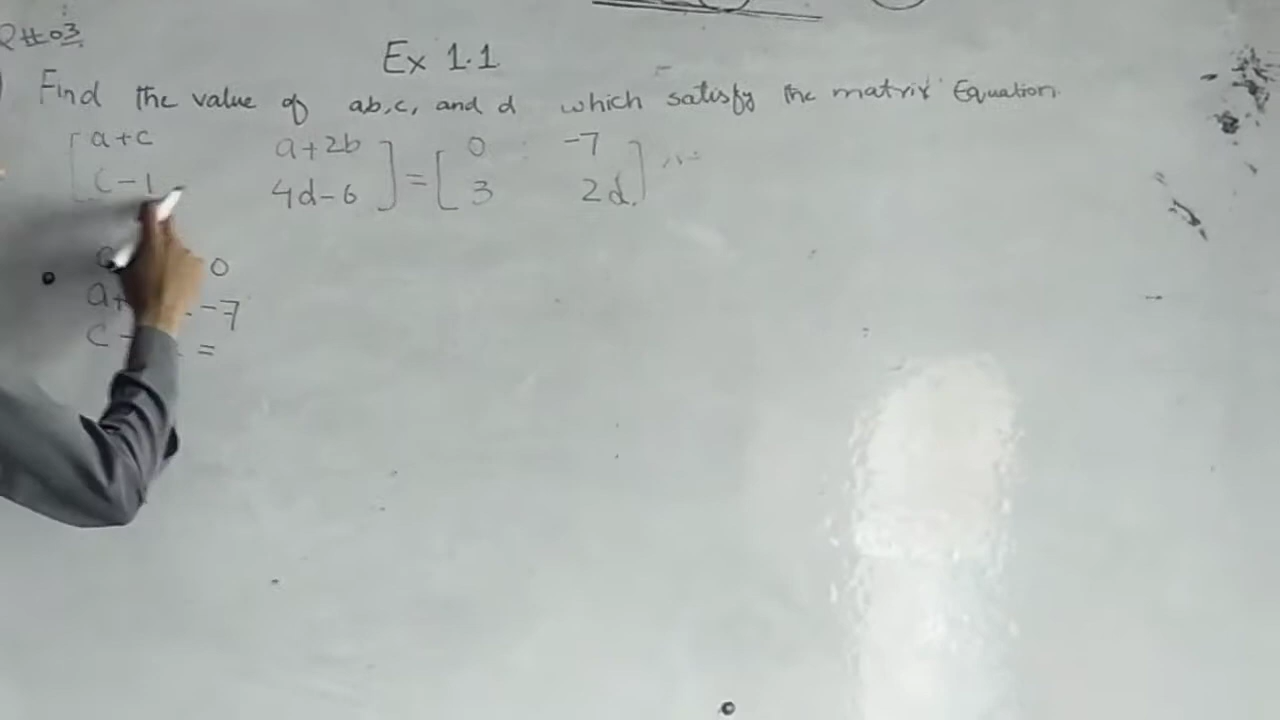 Q#03
Ex 1.1
Find the value of ab,c, and d which satisfy the matrix Equation.
[ a+c a+2b ] = [ 0 -7 ]
[ c-1 4d-6 ] = [ 3 2d. ]
0
a+ -7
c- =